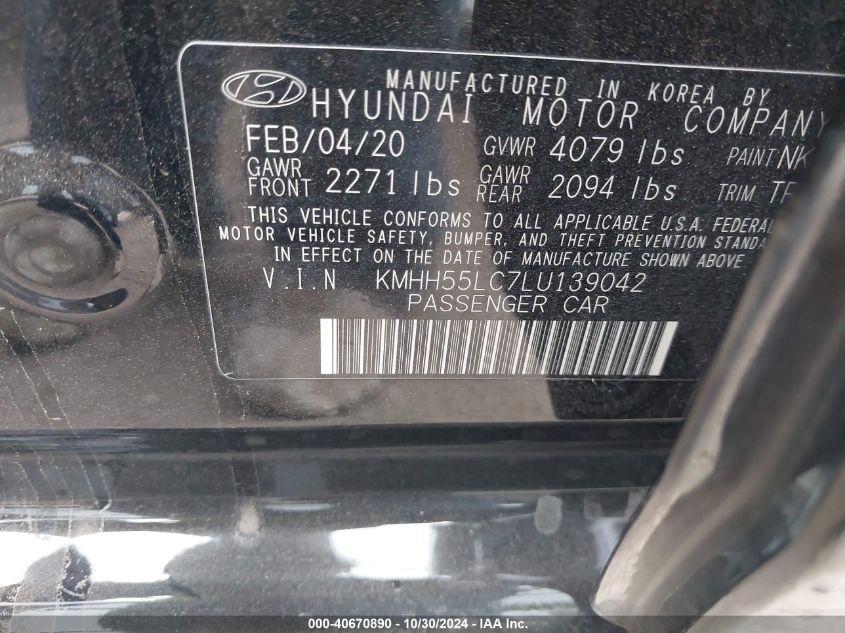 MANUFACTURED IN KOREA BY
HYUNDAI MOTOR COMPANY
FEB/04/20 GVWR 4079 lbs PAINT NK
GAWR FRONT 2271 lbs GAWR REAR 2094 lbs TRIM
THIS VEHICLE CONFORMS TO ALL APPLICABLE U.S.A. FEDERAL
MOTOR VEHICLE SAFETY, BUMPER, AND THEFT PREVENTION
IN EFFECT ON THE DATE OF MANUFACTURE SHOWN ABOVE
V.I.N KMHH55LC7LU139042
PASSENGER CAR
000-40670890 - 10/30/2024 - IAA Inc.